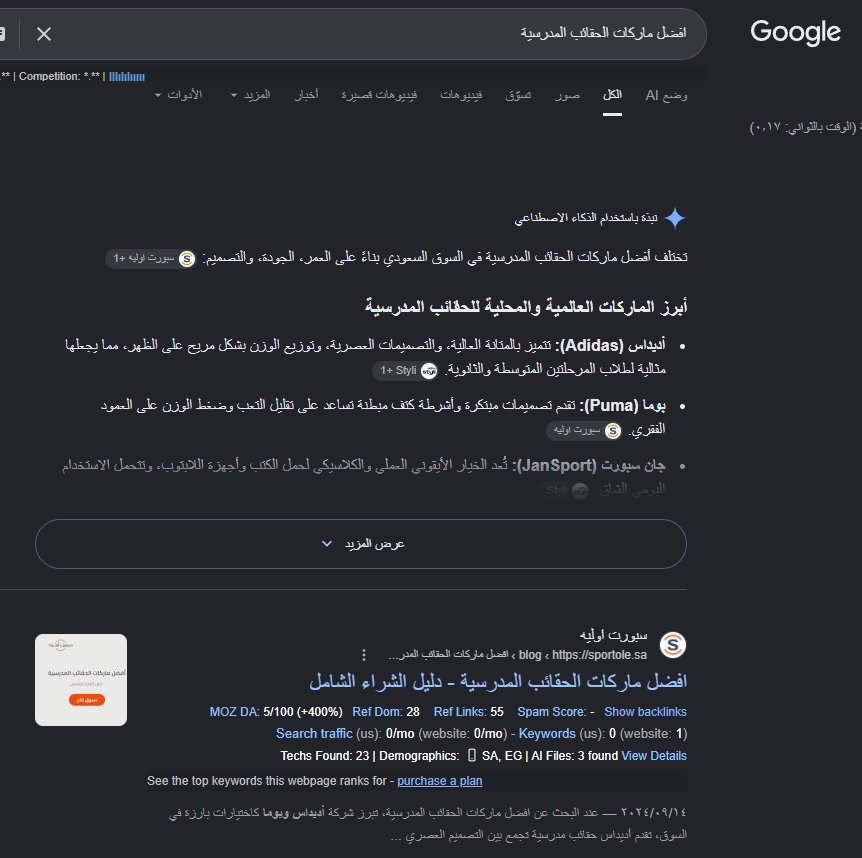 Google
افضل ماركات الحقائب المدرسية
.** | Competition: *.** |
وضع AI الكل صور تسوّق فيديوهات فيديوهات قصيرة أخبار المزيد الأدوات
(الوقت بالثواني: ٠,١٧)
نبذة باستخدام الذكاء الاصطناعي
تختلف أفضل ماركات الحقائب المدرسية في السوق السعودي بناءً على العمر، الجودة، والتصميم: سبورت اوليه +1
أبرز الماركات العالمية والمحلية للحقائب المدرسية
أديداس (Adidas): تتميز بالمتانة العالية، والتصميمات العصرية، وتوزيع الوزن بشكل مريح على الظهر، مما يجعلها
مثالية لطلاب المرحلتين المتوسطة والثانوية. Styli +1
بوما (Puma): تقدم تصميمات مبتكرة وأشرطة كتف مبطنة تساعد على تقليل التعب وضغط الوزن على العمود
الفقري. سبورت اوليه
جان سبورت (JanSport): تُعد الخيار الأيقوني العملي والكلاسيكي لحمل الكتب وأجهزة اللابتوب، وتتحمل الاستخدام
اليومي الشاق. Styli
عرض المزيد
سبورت اوليه
https://sportole.sa › blog › افضل ماركات الحقائب المدر...
افضل ماركات الحقائب المدرسية - دليل الشراء الشامل
MOZ DA: 5/100 (+400%) Ref Dom: 28 Ref Links: 55 Spam Score: - Show backlinks
Search traffic (us): 0/mo (website: 0/mo) - Keywords (us): 0 (website: 1)
Techs Found: 23 | Demographics: SA, EG | AI Files: 3 found View Details
See the top keywords this webpage ranks for - purchase a plan
١٤‏/٠٩‏/٢٠٢٤ — عند البحث عن افضل ماركات الحقائب المدرسية، تبرز شركة أديداس وبوما كاختيارات بارزة في
السوق، تقدم أديداس حقائب مدرسية تجمع بين التصميم العصري ...
أفضل ماركات الحقائب المدرسية
تسوق الآن